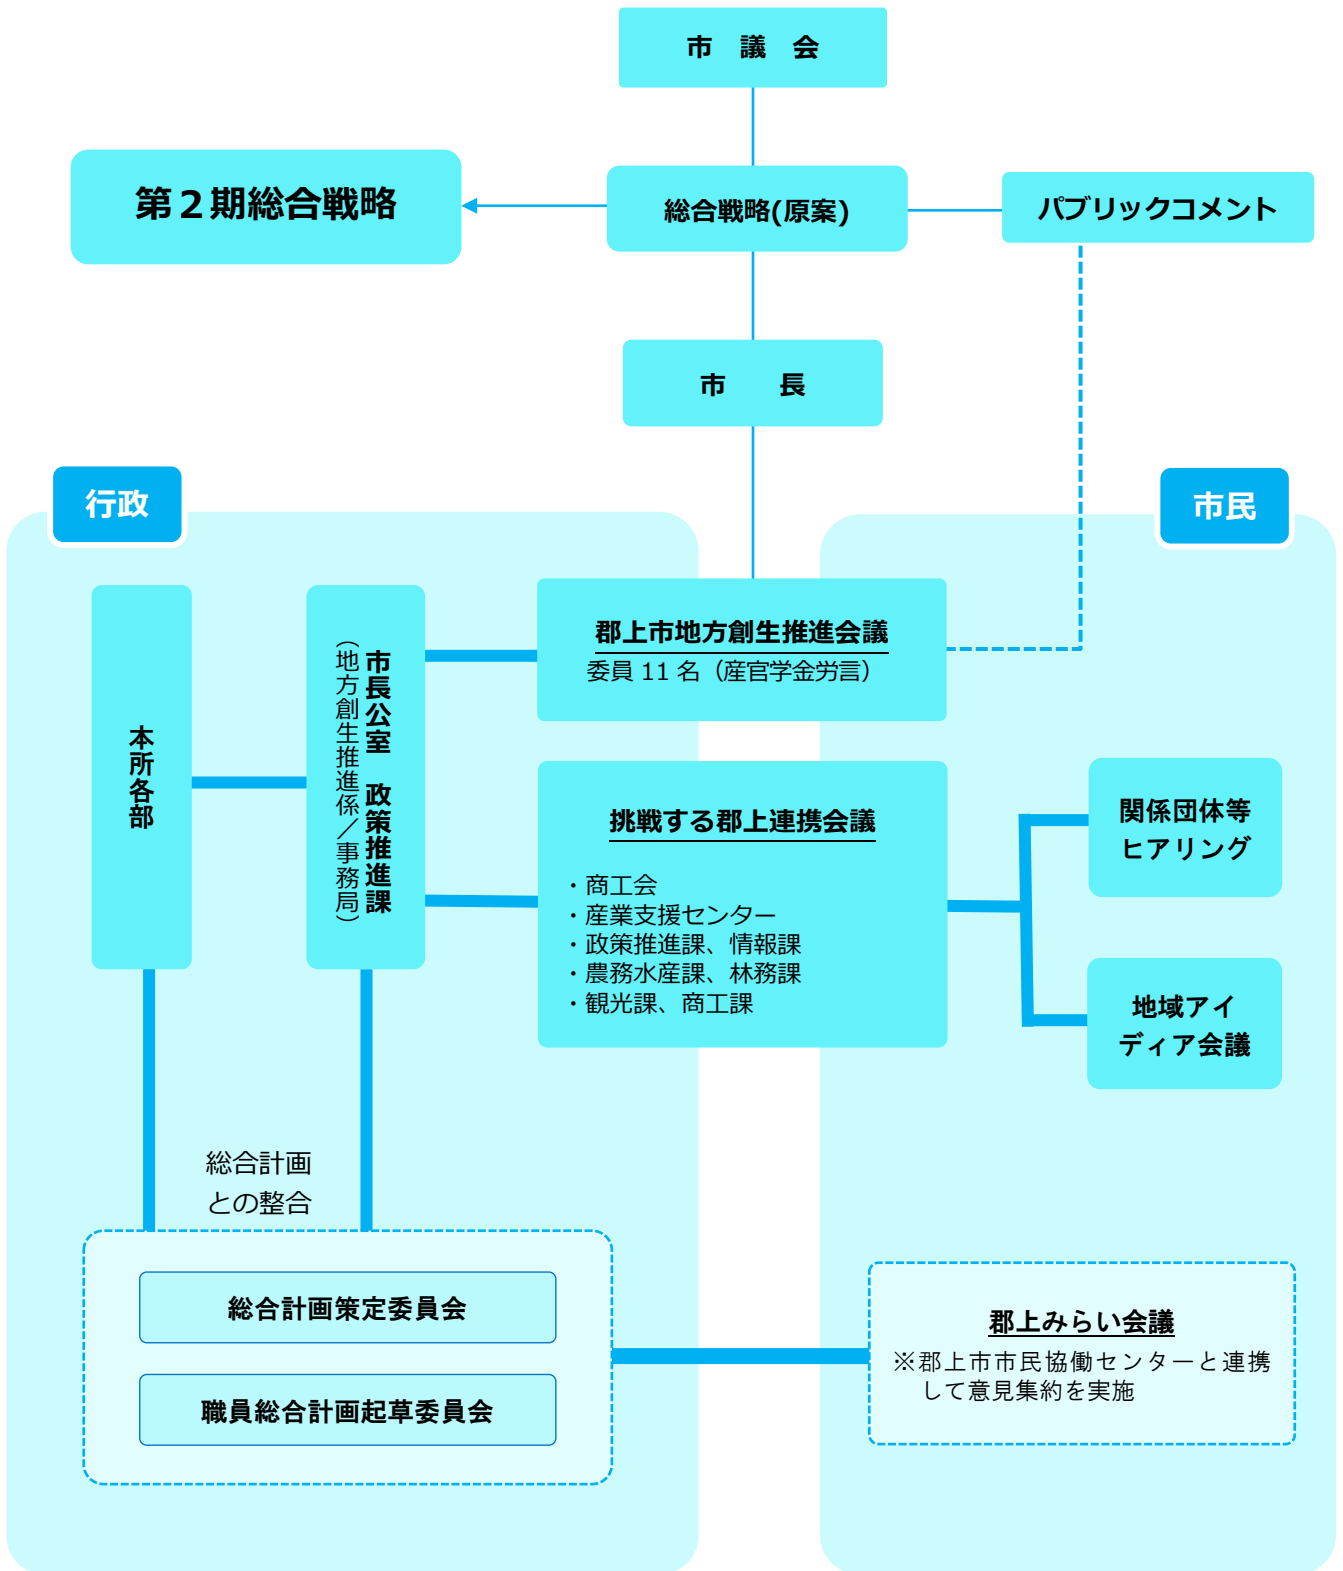 市　議　会
第２期総合戦略
総合戦略(原案)
パブリックコメント
市　　長
行政
市民
本所各部
市長公室　政策推進課
（地方創生推進係／事務局）
郡上市地方創生推進会議
委員 11 名（産官学金労言）
挑戦する郡上連携会議
・商工会
・産業支援センター
・政策推進課、情報課
・農務水産課、林務課
・観光課、商工課
関係団体等
ヒアリング
地域アイ
ディア会議
総合計画
との整合
総合計画策定委員会
職員総合計画起草委員会
郡上みらい会議
※郡上市市民協働センターと連携
して意見集約を実施